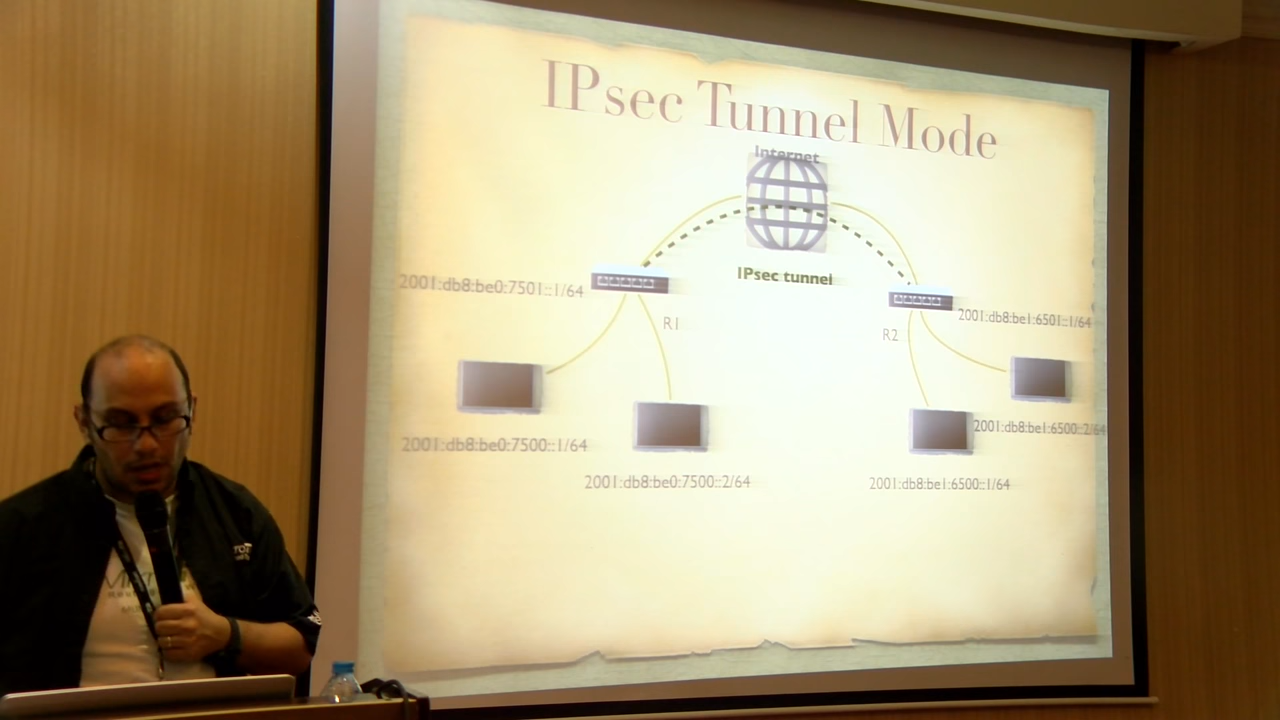 IPsec Tunnel Mode
Internet
IPsec tunnel
2001:db8:be0:7501::1/64
2001:db8:be1:6501::1/64
R1
R2
2001:db8:be0:7500::1/64
2001:db8:be1:6500::2/64
2001:db8:be0:7500::2/64
2001:db8:be1:6500::1/64